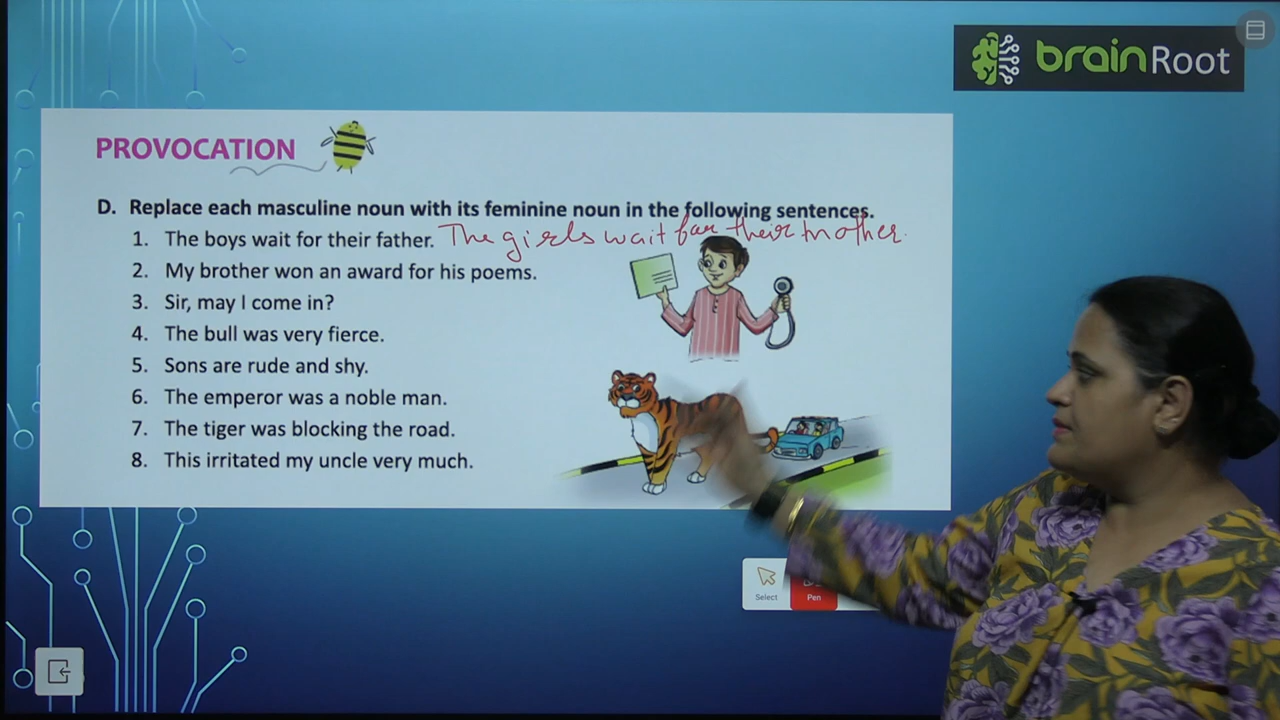 brainRoot
PROVOCATION
D. Replace each masculine noun with its feminine noun in the following sentences.
1. The boys wait for their father. The girls wait for their mother.
2. My brother won an award for his poems.
3. Sir, may I come in?
4. The bull was very fierce.
5. Sons are rude and shy.
6. The emperor was a noble man.
7. The tiger was blocking the road.
8. This irritated my uncle very much.
Select
Pen